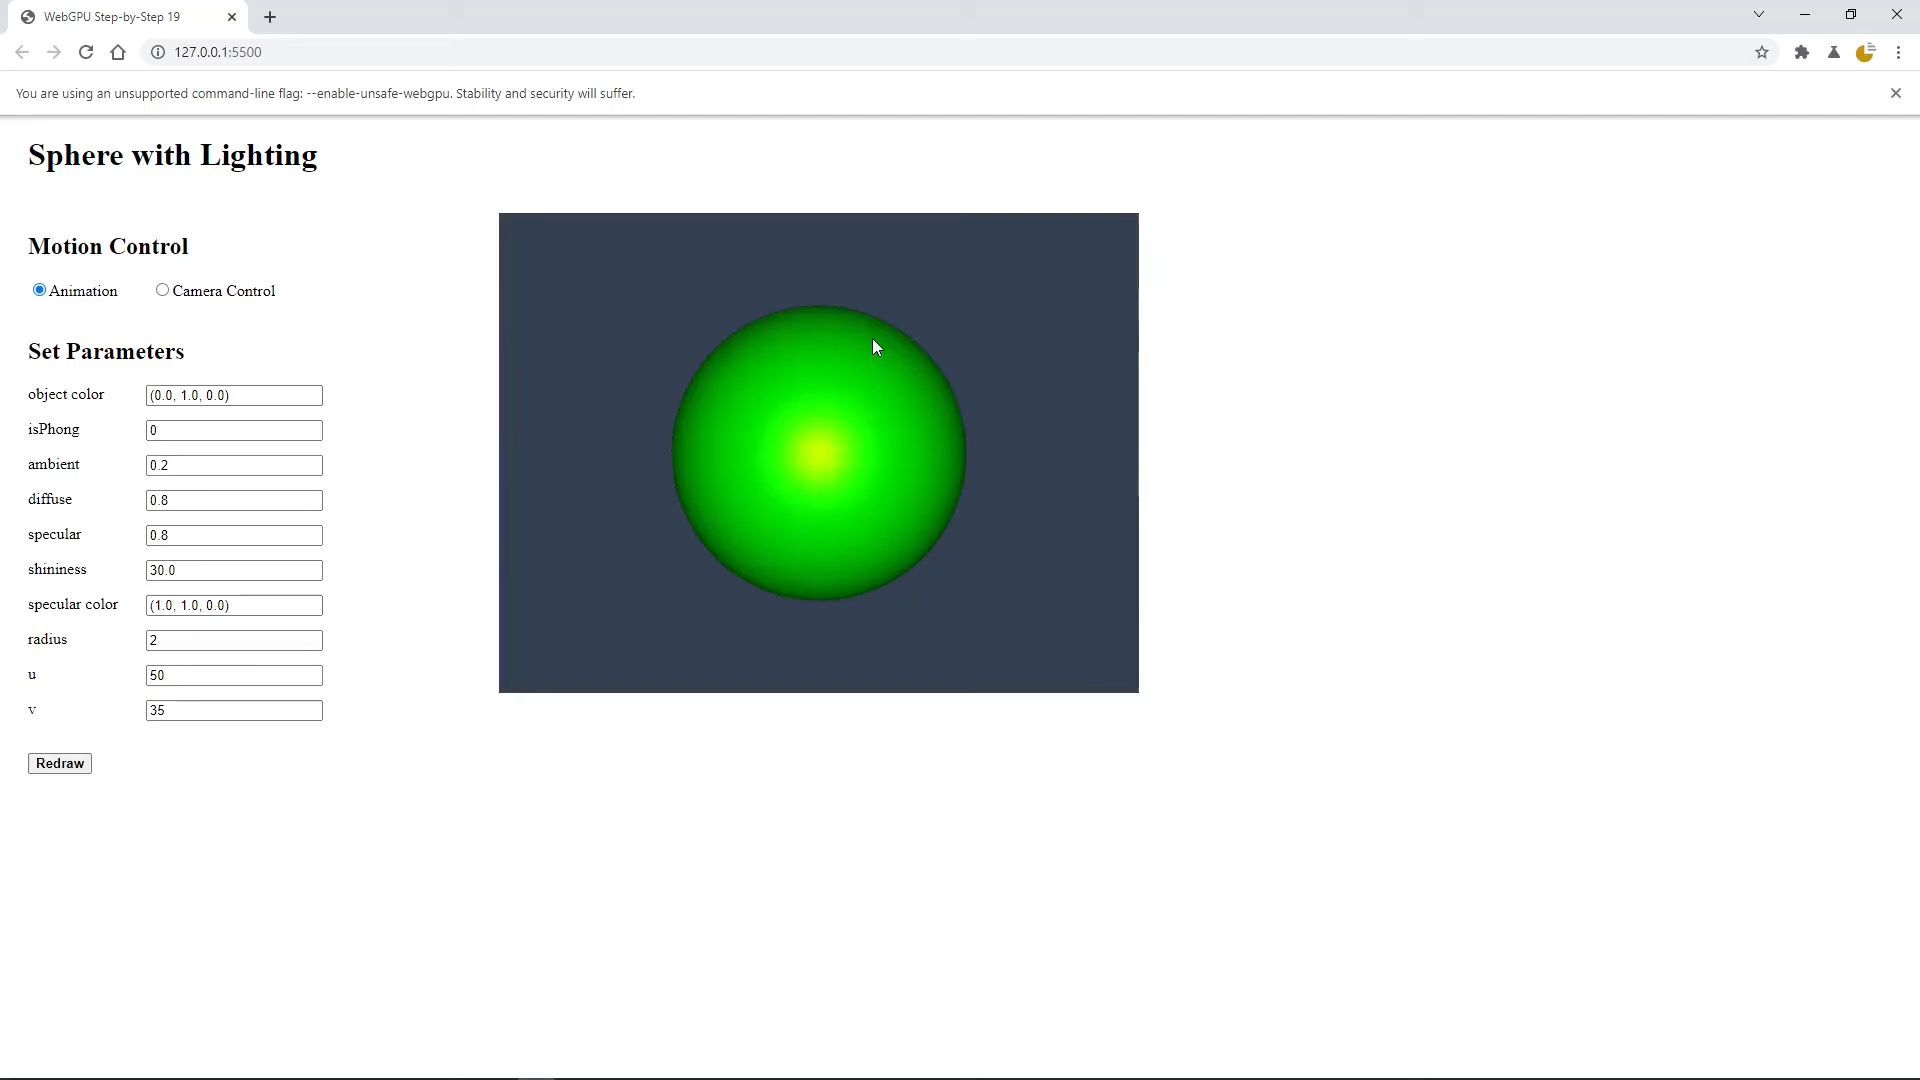 WebGPU Step-by-Step 19
127.0.0.1:5500
You are using an unsupported command-line flag: --enable-unsafe-webgpu. Stability and security will suffer.
Sphere with Lighting
Motion Control
Animation Camera Control
Set Parameters
object color (0.0, 1.0, 0.0)
isPhong 0
ambient 0.2
diffuse 0.8
specular 0.8
shininess 30.0
specular color (1.0, 1.0, 0.0)
radius 2
u 50
v 35
Redraw